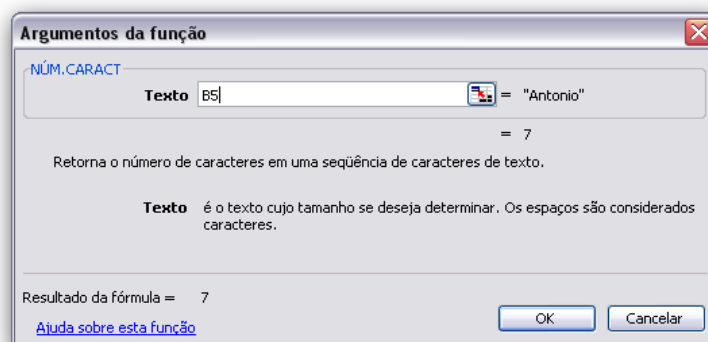 Argumentos da função
NÚM.CARACT
Texto B5 = "Antonio"
= 7
Retorna o número de caracteres em uma seqüência de caracteres de texto.
Texto é o texto cujo tamanho se deseja determinar. Os espaços são considerados
caracteres.
Resultado da fórmula = 7
Ajuda sobre esta função
OK Cancelar